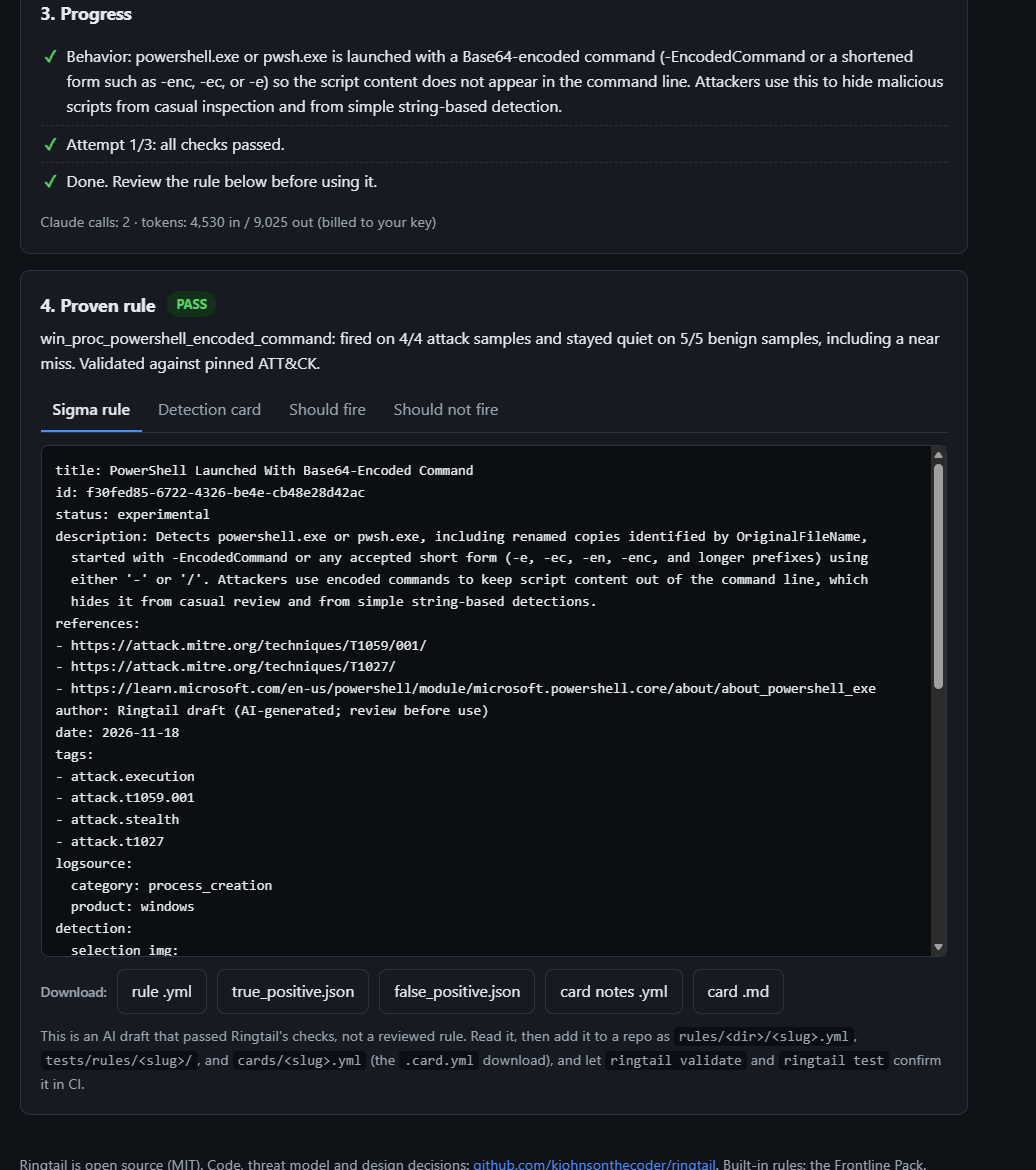 3. Progress
✓ Behavior: powershell.exe or pwsh.exe is launched with a Base64-encoded command (-EncodedCommand or a shortened
form such as -enc, -ec, or -e) so the script content does not appear in the command line. Attackers use this to hide malicious
scripts from casual inspection and from simple string-based detection.
✓ Attempt 1/3: all checks passed.
✓ Done. Review the rule below before using it.
Claude calls: 2 · tokens: 4,530 in / 9,025 out (billed to your key)
4. Proven rule PASS
win_proc_powershell_encoded_command: fired on 4/4 attack samples and stayed quiet on 5/5 benign samples, including a near
miss. Validated against pinned ATT&CK.
Sigma rule Detection card Should fire Should not fire
title: PowerShell Launched With Base64-Encoded Command
id: f30fed85-6722-4326-be4e-cb48e28d42ac
status: experimental
description: Detects powershell.exe or pwsh.exe, including renamed copies identified by OriginalFileName,
  started with -EncodedCommand or any accepted short form (-e, -ec, -en, -enc, and longer prefixes) using
  either '-' or '/'. Attackers use encoded commands to keep script content out of the command line, which
  hides it from casual review and from simple string-based detections.
references:
- https://attack.mitre.org/techniques/T1059/001/
- https://attack.mitre.org/techniques/T1027/
- https://learn.microsoft.com/en-us/powershell/module/microsoft.powershell.core/about/about_powershell_exe
author: Ringtail draft (AI-generated; review before use)
date: 2026-11-18
tags:
- attack.execution
- attack.t1059.001
- attack.stealth
- attack.t1027
logsource:
  category: process_creation
  product: windows
detection:
  selection_img:
Download: rule .yml true_positive.json false_positive.json card notes .yml card .md
This is an AI draft that passed Ringtail's checks, not a reviewed rule. Read it, then add it to a repo as rules/<dir>/<slug>.yml ,
tests/rules/<slug>/ , and cards/<slug>.yml (the .card.yml download), and let ringtail validate and ringtail test confirm
it in CI.
Ringtail is open source (MIT). Code, threat model and design decisions: github.com/kjohnsonthecoder/ringtail. Built-in rules: the Frontline Pack.